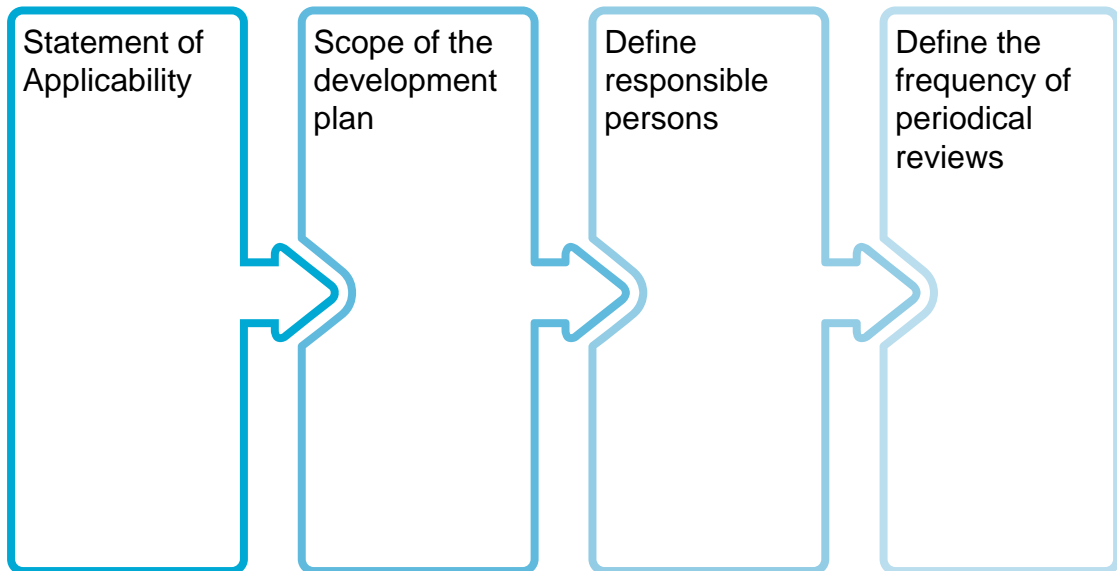 Statement of
Applicability
Scope of the
development
plan
Define
responsible
persons
Define the
frequency of
periodical
reviews